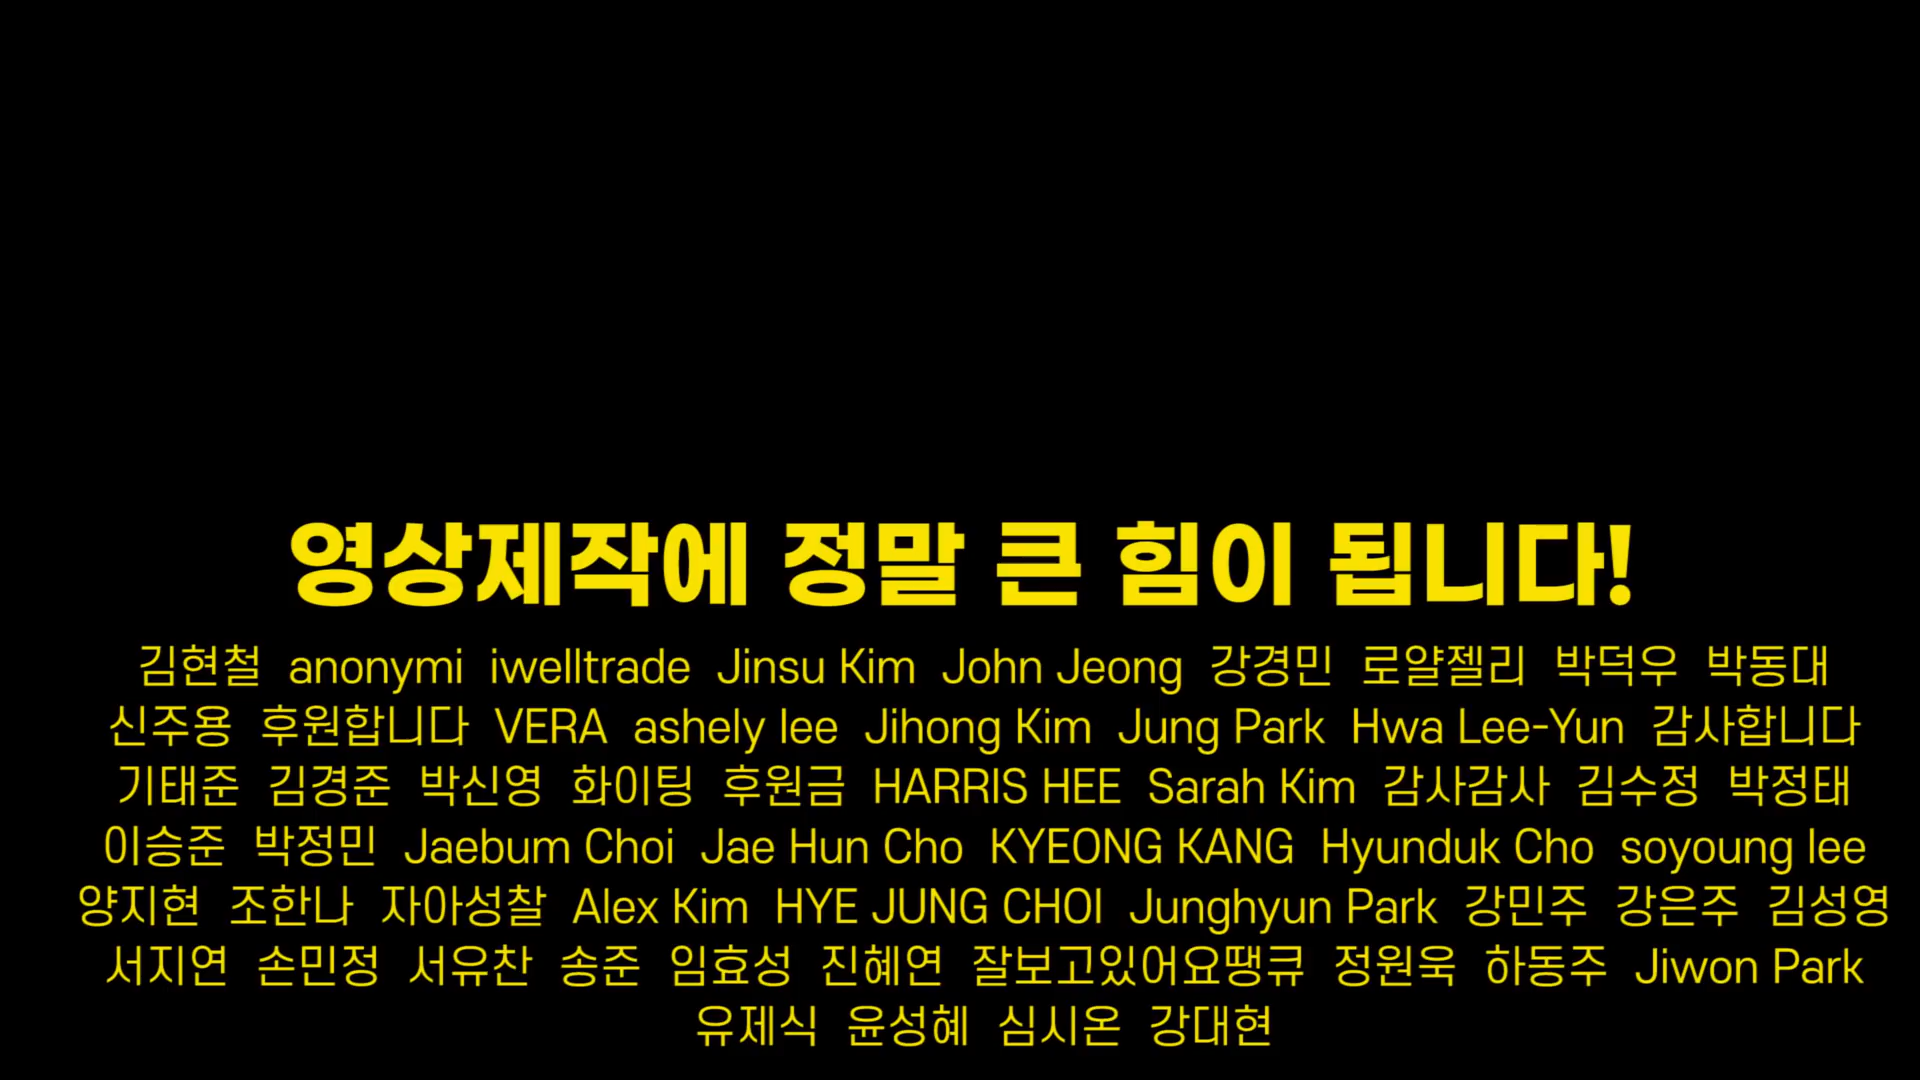 영상제작에 정말 큰 힘이 됩니다!
김현철 anonymi iwelltrade Jinsu Kim John Jeong 강경민 로얄젤리 박덕우 박동대
신주용 후원합니다 VERA ashely lee Jihong Kim Jung Park Hwa Lee-Yun 감사합니다
기태준 김경준 박신영 화이팅 후원금 HARRIS HEE Sarah Kim 감사감사 김수정 박정태
이승준 박정민 Jaebum Choi Jae Hun Cho KYEONG KANG Hyunduk Cho soyoung lee
양지현 조한나 자아성찰 Alex Kim HYE JUNG CHOI Junghyun Park 강민주 강은주 김성영
서지연 손민정 서유찬 송준 임효성 진혜연 잘보고있어요땡큐 정원욱 하동주 Jiwon Park
유제식 윤성혜 심시온 강대현